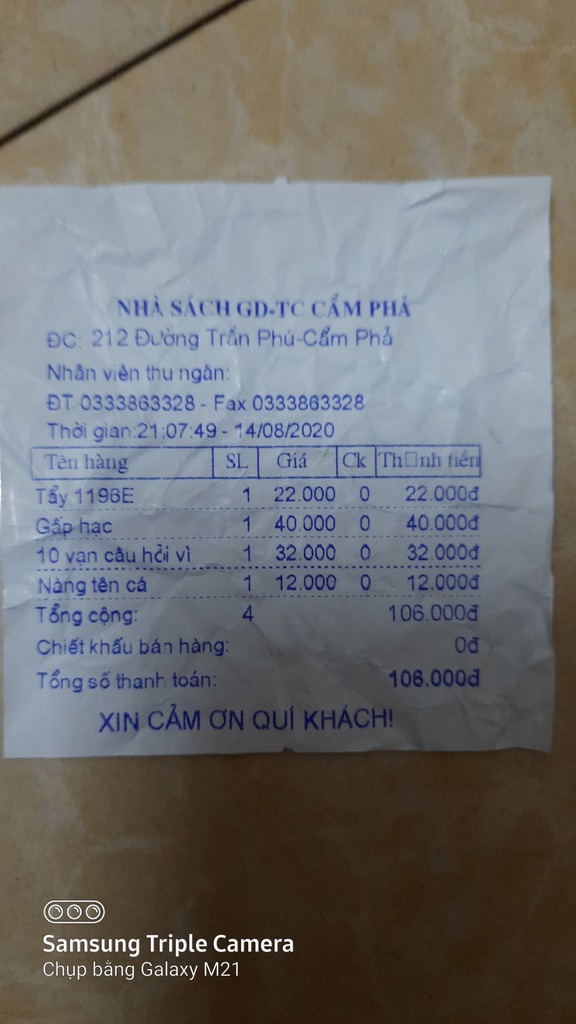 NHÀ SÁCH GD-TC CẨM PHẢ
ĐC: 212 Đường Trần Phú-Cẩm Phả
Nhân viên thu ngân:
ĐT 0333863328 - Fax 0333863328
Thời gian:21:07:49 - 14/08/2020
Tên hàng SL Giá Ck Th□nh tiền
Tẩy 1196E 1 22.000 0 22.000đ
Gấp hạc 1 40.000 0 40.000đ
10 vạn câu hỏi vì 1 32.000 0 32.000đ
Nàng tên cá 1 12.000 0 12.000đ
Tổng cộng: 4 106.000đ
Chiết khấu bán hàng: 0đ
Tổng số thanh toán: 106.000đ
XIN CẢM ƠN QUÍ KHÁCH!
Samsung Triple Camera
Chụp bằng Galaxy M21